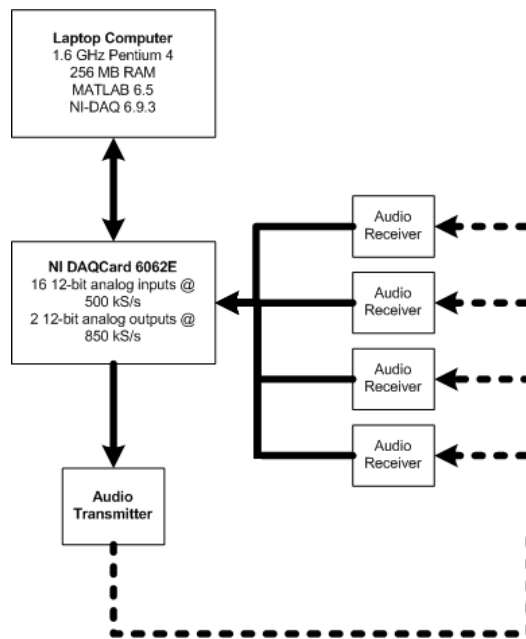 Laptop Computer
1.6 GHz Pentium 4
256 MB RAM
MATLAB 6.5
NI-DAQ 6.9.3
NI DAQCard 6062E
16 12-bit analog inputs @
500 kS/s
2 12-bit analog outputs @
850 kS/s
Audio
Receiver
Audio
Receiver
Audio
Receiver
Audio
Receiver
Audio
Transmitter